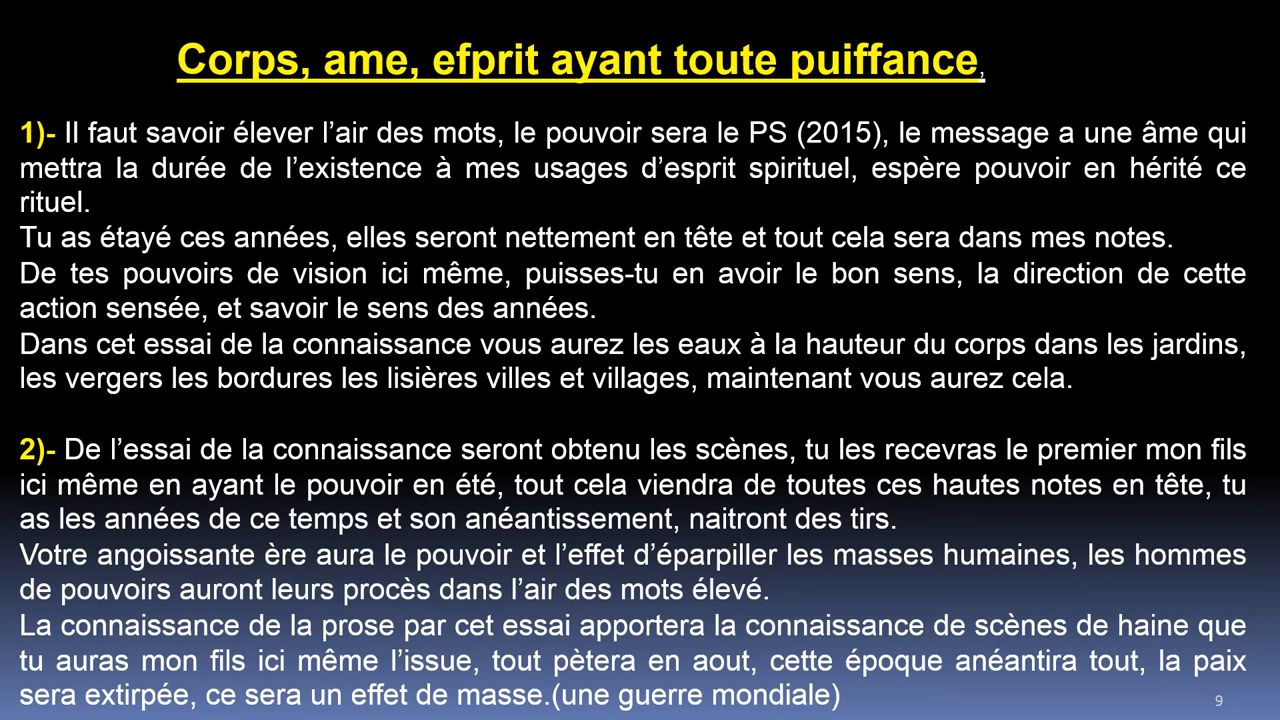 Corps, ame, efprit ayant toute puiffance,
1)- Il faut savoir élever l’air des mots, le pouvoir sera le PS (2015), le message a une âme qui
mettra la durée de l’existence à mes usages d’esprit spirituel, espère pouvoir en hérité ce
rituel.
Tu as étayé ces années, elles seront nettement en tête et tout cela sera dans mes notes.
De tes pouvoirs de vision ici même, puisses-tu en avoir le bon sens, la direction de cette
action sensée, et savoir le sens des années.
Dans cet essai de la connaissance vous aurez les eaux à la hauteur du corps dans les jardins,
les vergers les bordures les lisières villes et villages, maintenant vous aurez cela.
2)- De l’essai de la connaissance seront obtenu les scènes, tu les recevras le premier mon fils
ici même en ayant le pouvoir en été, tout cela viendra de toutes ces hautes notes en tête, tu
as les années de ce temps et son anéantissement, naitront des tirs.
Votre angoissante ère aura le pouvoir et l’effet d’éparpiller les masses humaines, les hommes
de pouvoirs auront leurs procès dans l’air des mots élevé.
La connaissance de la prose par cet essai apportera la connaissance de scènes de haine que
tu auras mon fils ici même l’issue, tout pètera en aout, cette époque anéantira tout, la paix
sera extirpée, ce sera un effet de masse.(une guerre mondiale)
9